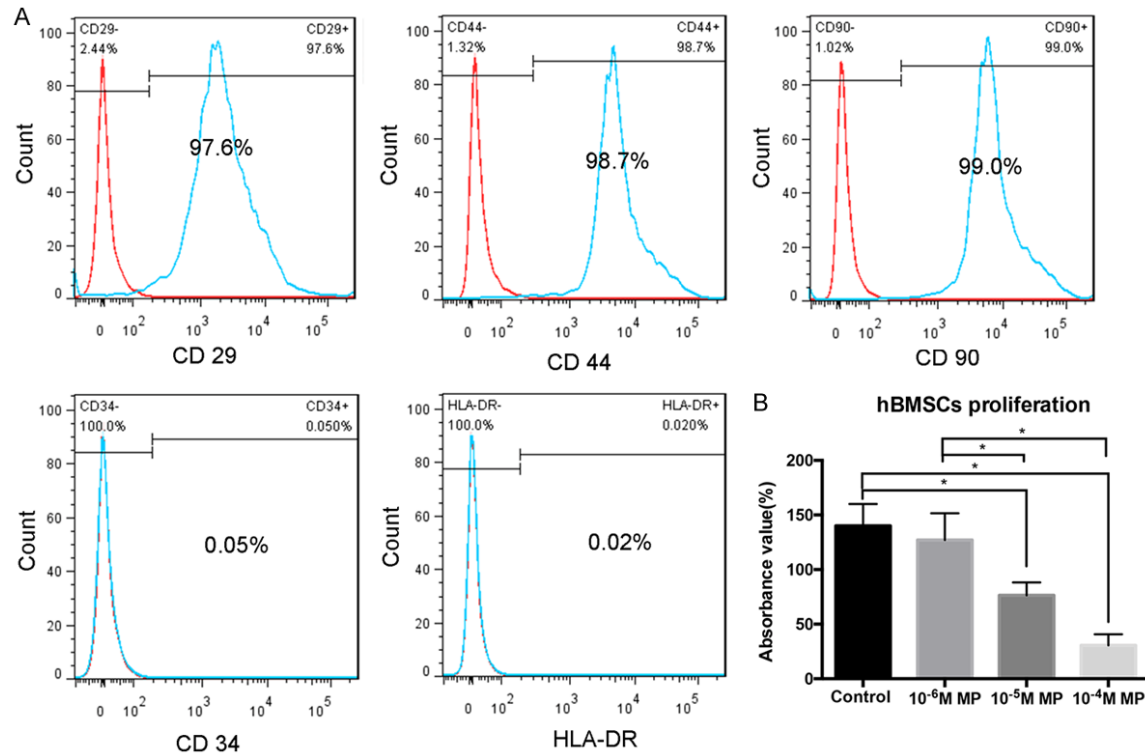 A
CD29-
2.44%
CD29+
97.6%
100
80
60
40
20
0
Count
97.6%
0 10² 10³ 10⁴ 10⁵
CD 29
CD44-
1.32%
CD44+
98.7%
100
80
60
40
20
0
Count
98.7%
0 10² 10³ 10⁴ 10⁵
CD 44
CD90-
1.02%
CD90+
99.0%
100
80
60
40
20
0
Count
99.0%
0 10² 10³ 10⁴ 10⁵
CD 90
CD34-
100.0%
CD34+
0.050%
100
80
60
40
20
0
Count
0.05%
0 10² 10³ 10⁴ 10⁵
CD 34
HLA-DR-
100.0%
HLA-DR+
0.020%
100
80
60
40
20
0
Count
0.02%
0 10² 10³ 10⁴ 10⁵
HLA-DR
B
hBMSCs proliferation
*
*
*
*
200
150
100
50
0
Absorbance value(%)
Control 10⁻⁶M MP 10⁻⁵M MP 10⁻⁴M MP